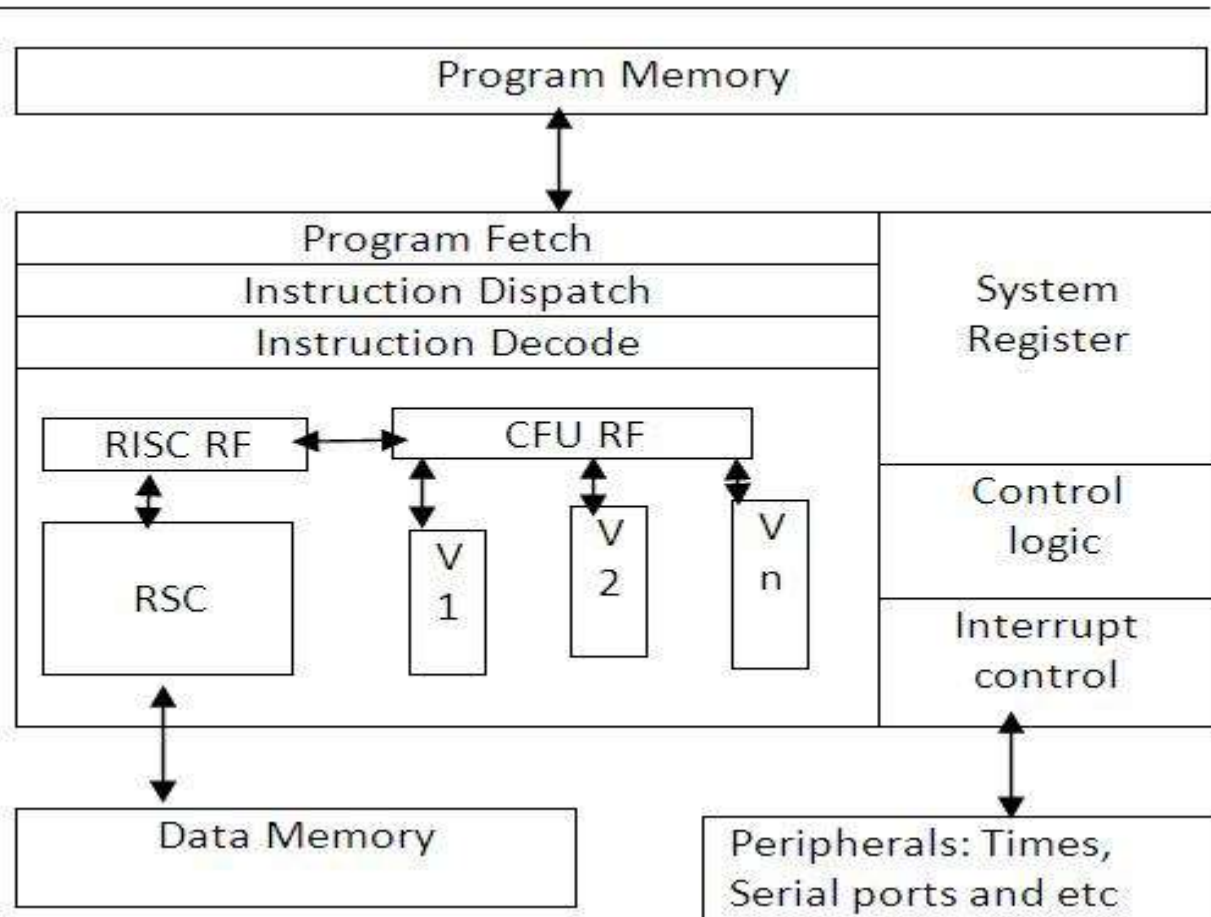 Program Memory
Program Fetch
Instruction Dispatch
Instruction Decode
System
Register
RISC RF
CFU RF
Control
logic
RSC
V
1
V
2
V
n
Interrupt
control
Data Memory
Peripherals: Times,
Serial ports and etc